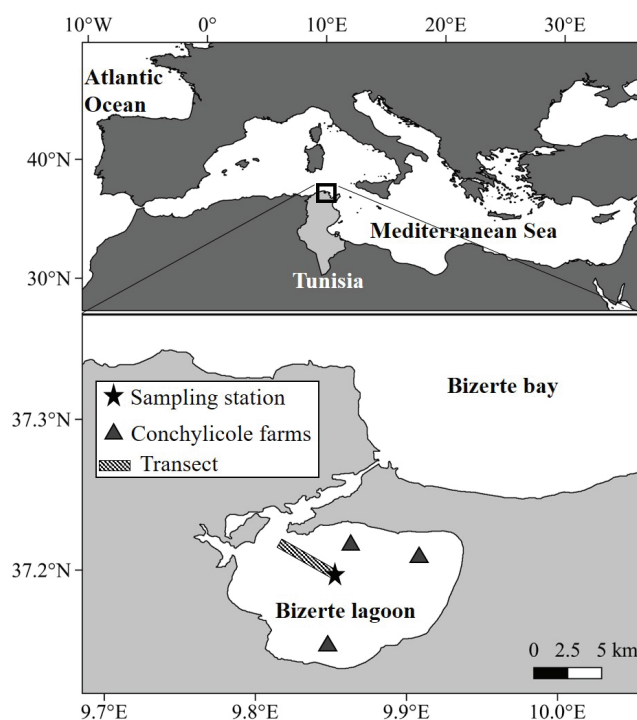 10°W 0° 10°E 20°E 30°E
Atlantic
Ocean
40°N
Mediterranean Sea
30°N
Tunisia
Bizerte bay
Sampling station
37.3°N
Conchylicole farms
Transect
37.2°N
Bizerte lagoon
0 2.5 5 km
9.7°E 9.8°E 9.9°E 10.0°E